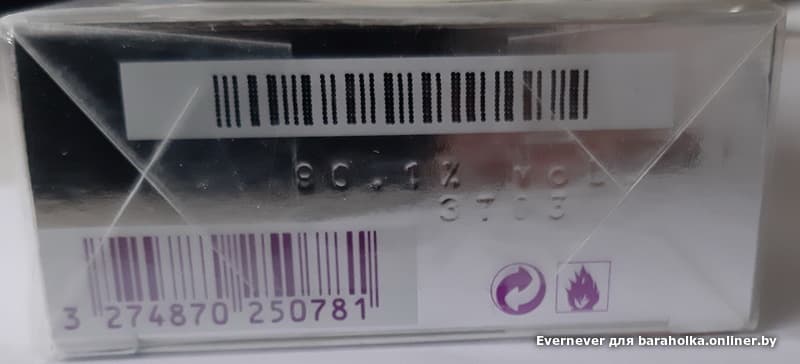 80.1% VOL
3703
3 274870 250781
Evernever для baraholka.onliner.by